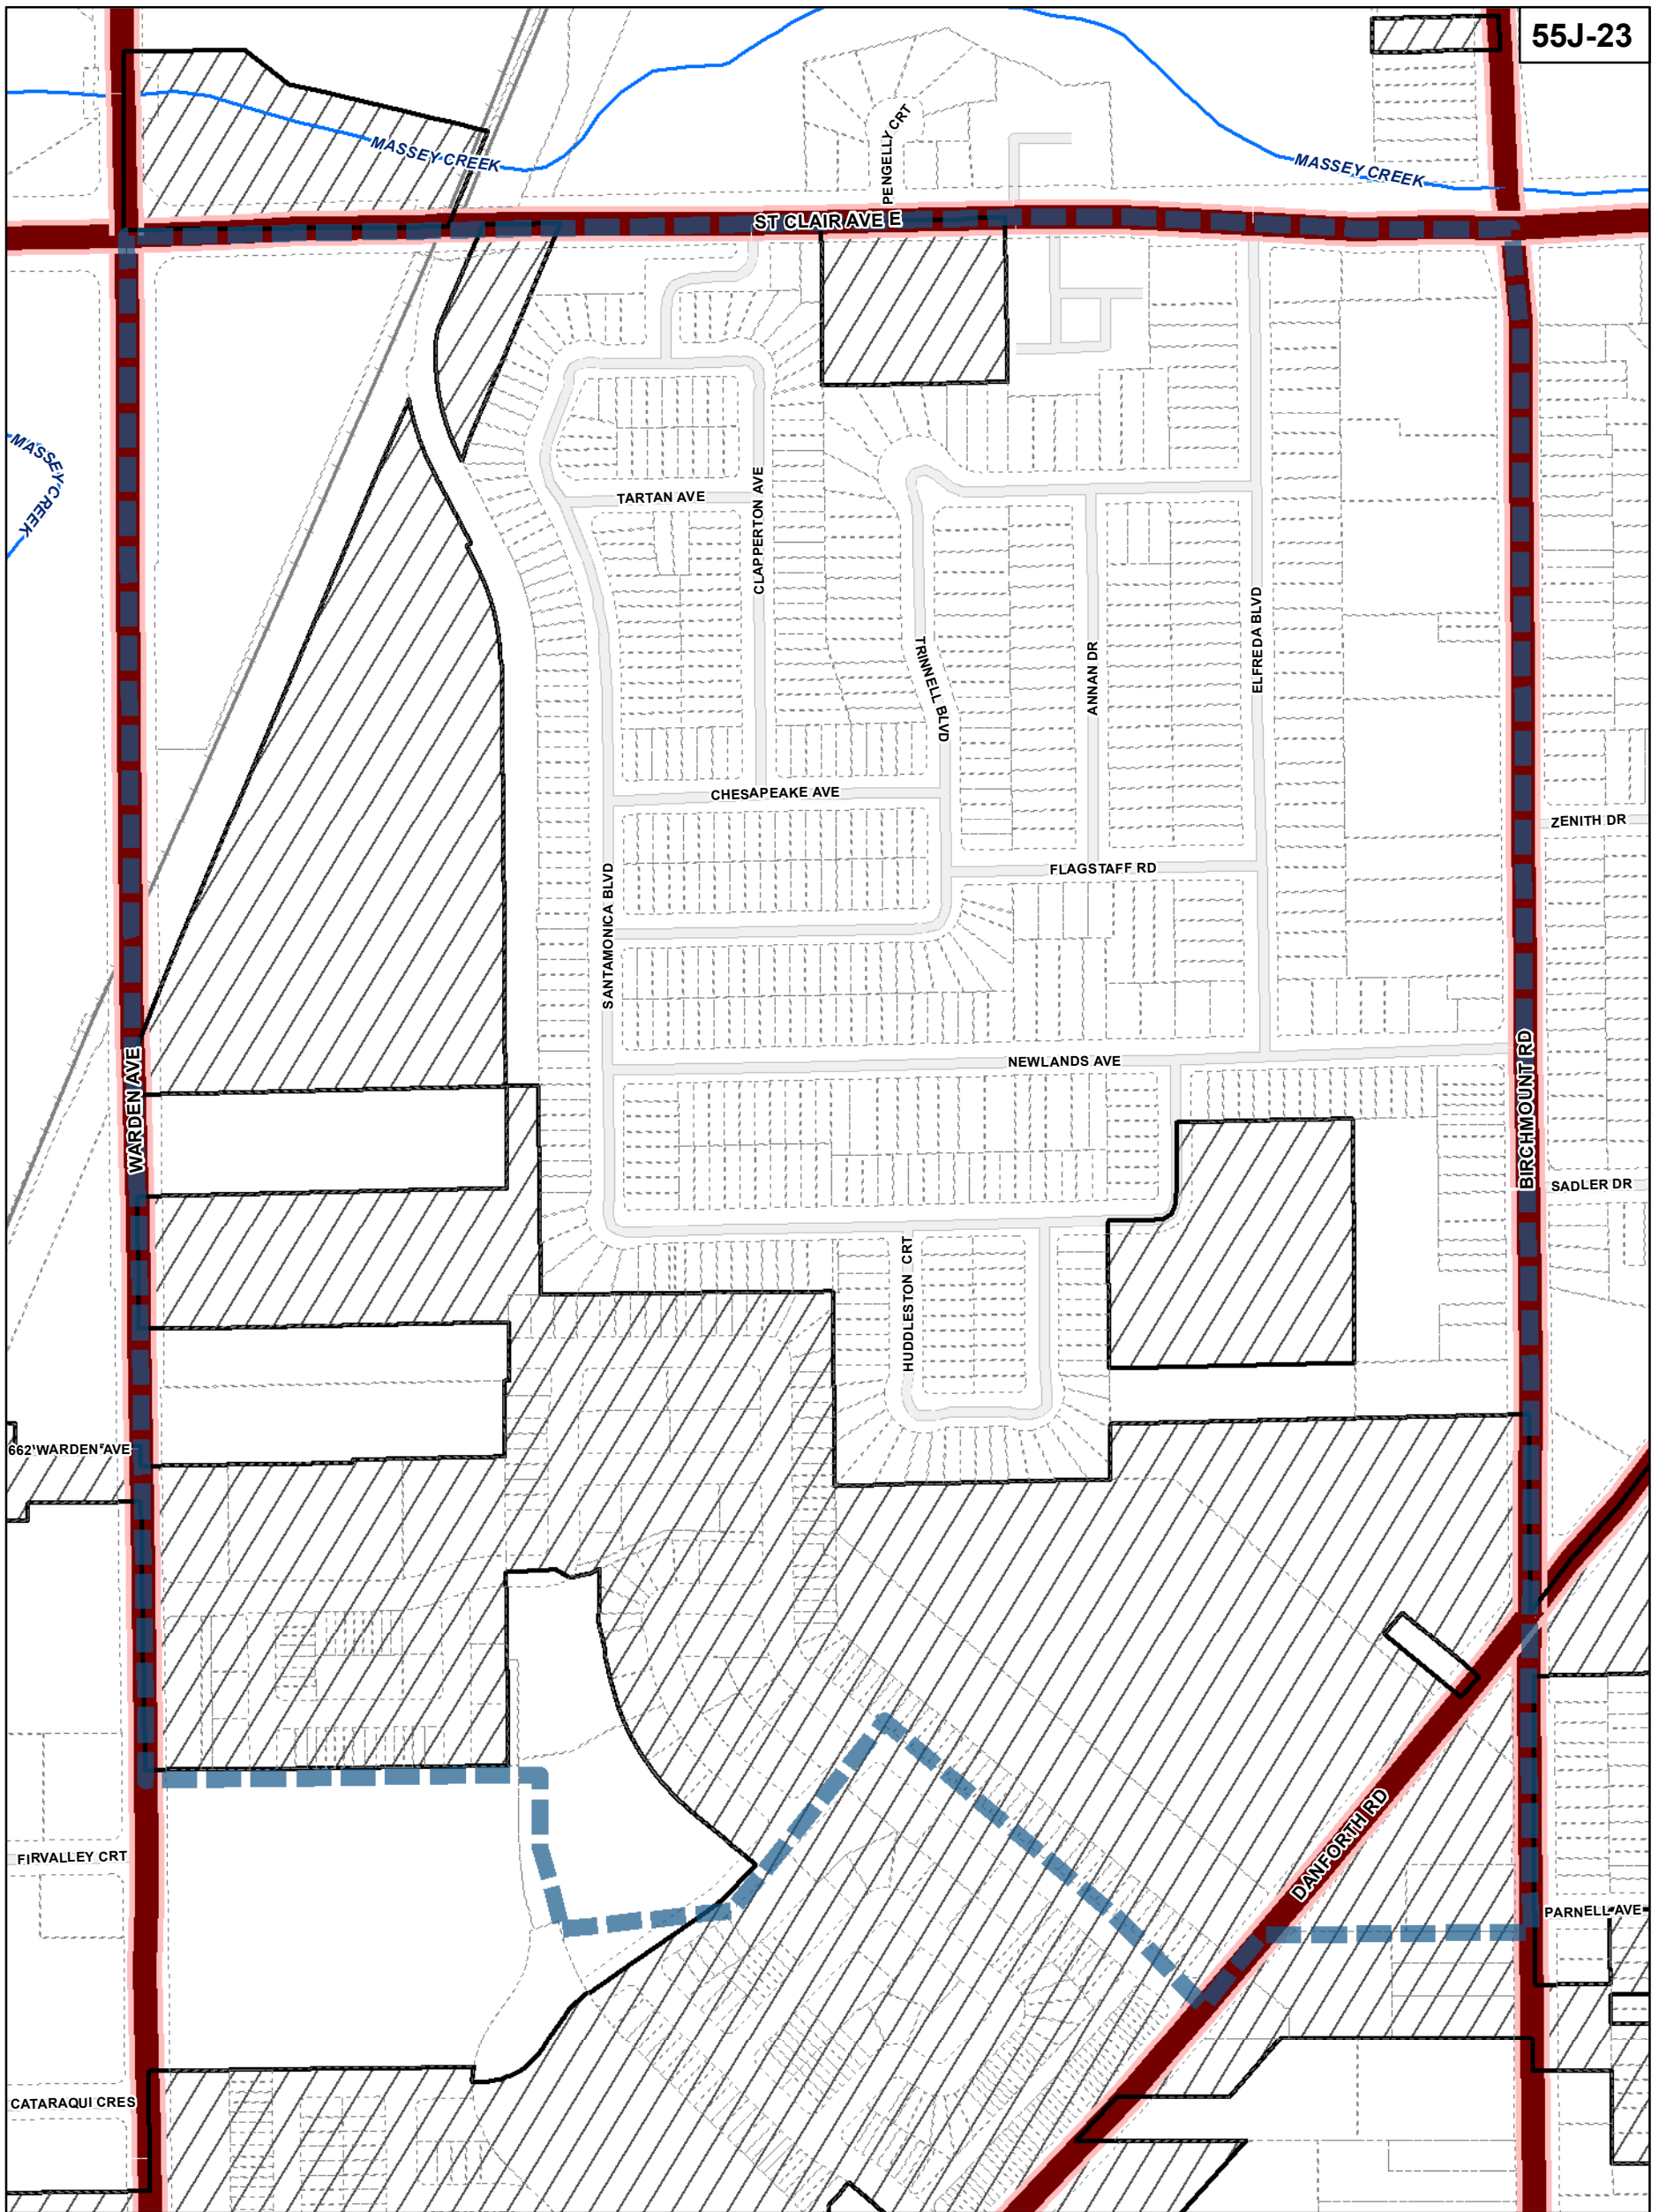 55J-23
PENGELLY CRT
MASSEY CREEK
MASSEY CREEK
ST CLAIR AVE E
MASSEY CREEK
TARTAN AVE
CLAPPERTON AVE
TRINNELL BLVD
ANNAN DR
ELFREDA BLVD
CHESAPEAKE AVE
ZENITH DR
FLAGSTAFF RD
SANTAMONICA BLVD
NEWLANDS AVE
WARDEN AVE
BIRCHMOUNT RD
SADLER DR
HUDDLESTON CRT
662 WARDEN AVE
DANFORTH RD
FIRVALLEY CRT
PARNELL AVE
CATARAQUI CRES